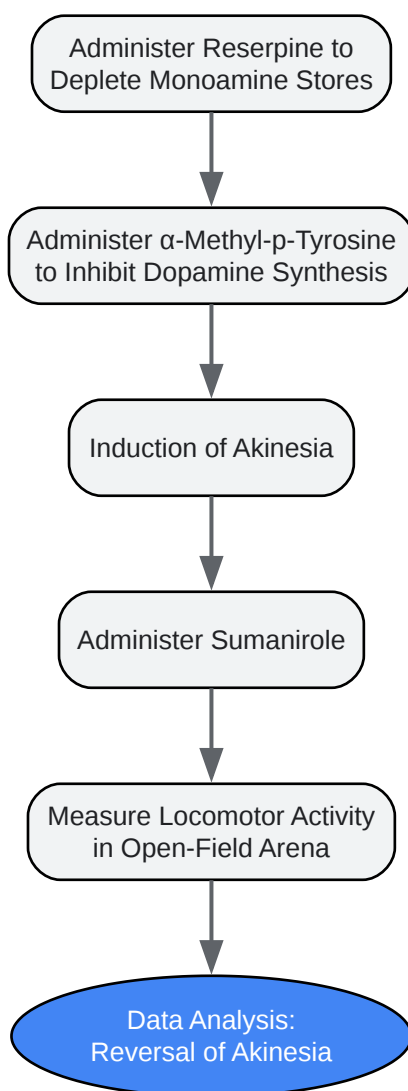 Administer Reserpine to
Deplete Monoamine Stores
Administer α-Methyl-p-Tyrosine
to Inhibit Dopamine Synthesis
Induction of Akinesia
Administer Sumanirole
Measure Locomotor Activity
in Open-Field Arena
Data Analysis:
Reversal of Akinesia